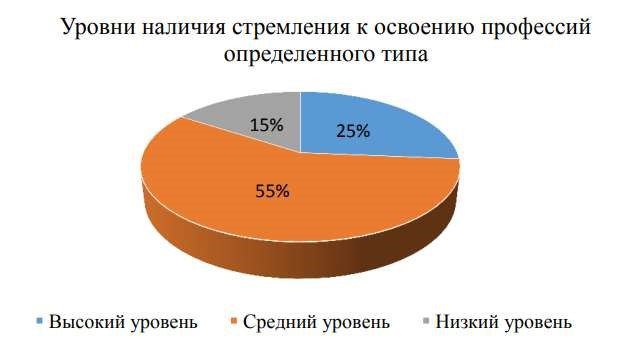 Уровни наличия стремления к освоению профессий
определенного типа
15%
25%
55%
Высокий уровень Средний уровень Низкий уровень